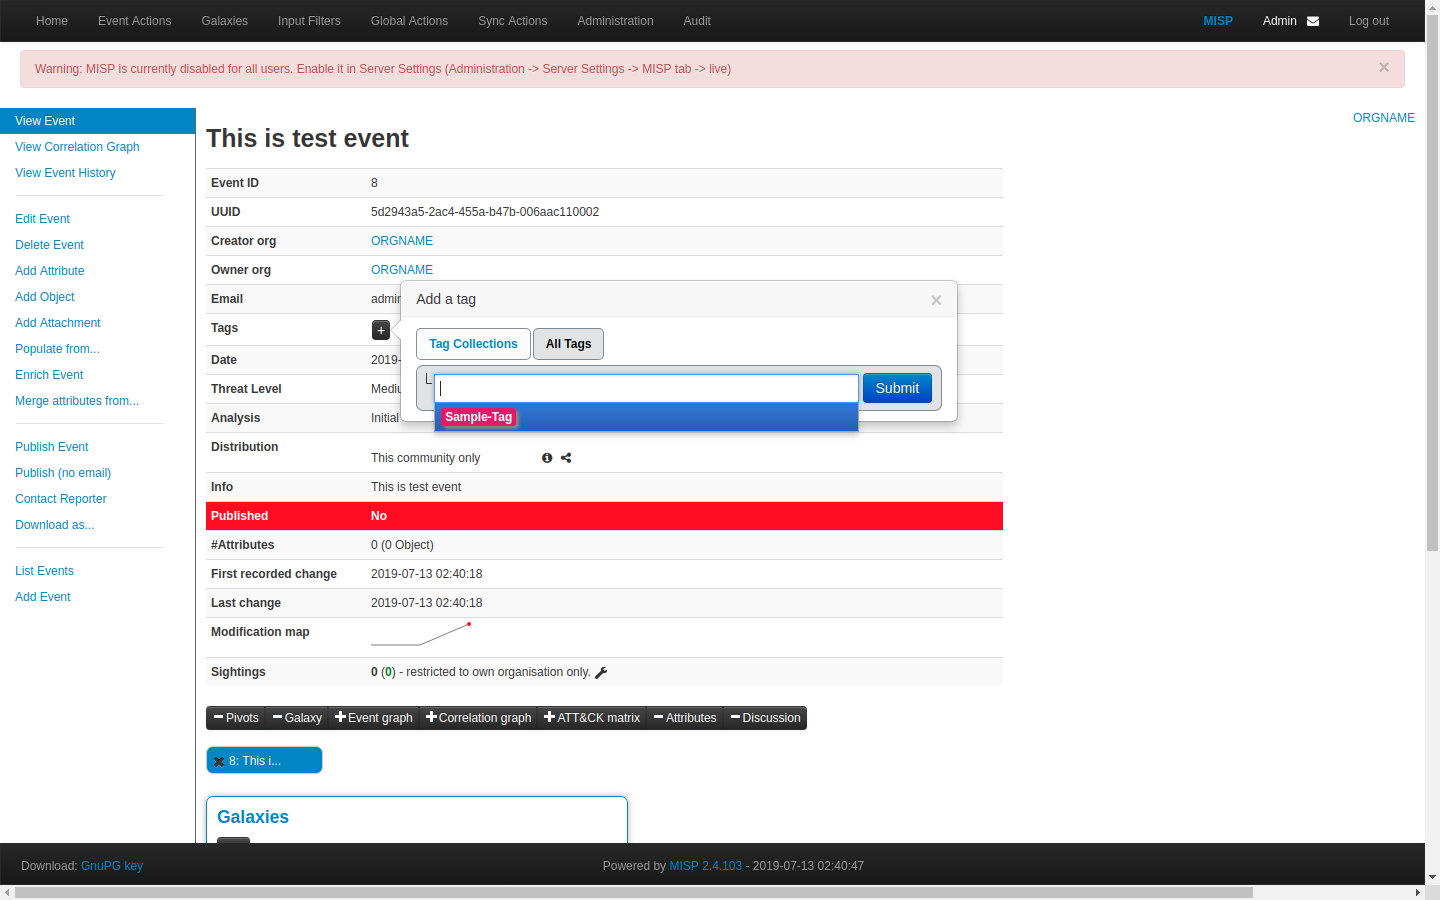 Home Event Actions Galaxies Input Filters Global Actions Sync Actions Administration Audit MISP Admin Log out
Warning: MISP is currently disabled for all users. Enable it in Server Settings (Administration -> Server Settings -> MISP tab -> live) ×
View Event
View Correlation Graph
View Event History
Edit Event
Delete Event
Add Attribute
Add Object
Add Attachment
Populate from...
Enrich Event
Merge attributes from...
Publish Event
Publish (no email)
Contact Reporter
Download as...
List Events
Add Event
ORGNAME
This is test event
Event ID 8
UUID 5d2943a5-2ac4-455a-b47b-006aac110002
Creator org ORGNAME
Owner org ORGNAME
Email
Tags +
Date 2019-
Threat Level
Analysis Initial
Distribution This community only
Info This is test event
Published No
#Attributes 0 (0 Object)
First recorded change 2019-07-13 02:40:18
Last change 2019-07-13 02:40:18
Modification map
Sightings 0 (0) - restricted to own organisation only.
Add a tag ×
Tag Collections All Tags
Submit
Sample-Tag
Pivots Galaxy Event graph Correlation graph ATT&CK matrix Attributes Discussion
8: This i...
Galaxies
Download: GnuPG key Powered by MISP 2.4.103 - 2019-07-13 02:40:47